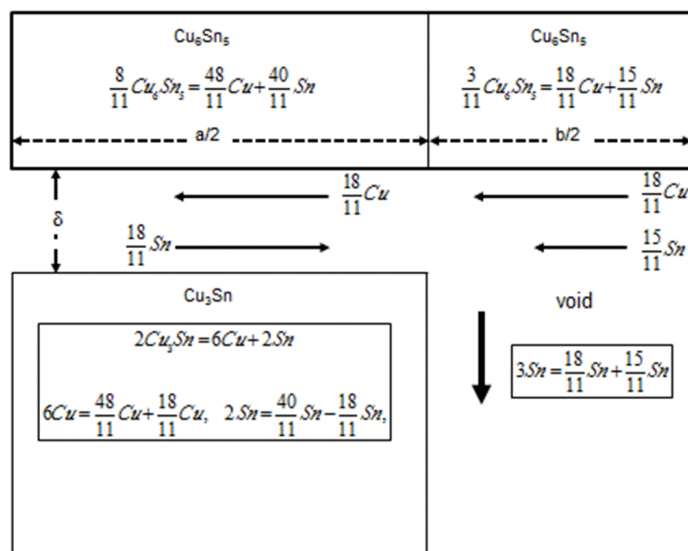 Cu₆Sn₅ Cu₆Sn₅
8/11 Cu₆Sn₅ = 48/11 Cu + 40/11 Sn 3/11 Cu₆Sn₅ = 18/11 Cu + 15/11 Sn
a/2 b/2
18/11 Cu 18/11 Cu
δ
18/11 Sn 15/11 Sn
Cu₃Sn
void
2Cu₃Sn = 6Cu + 2Sn
3Sn = 18/11 Sn + 15/11 Sn
6Cu = 48/11 Cu + 18/11 Cu, 2Sn = 40/11 Sn − 18/11 Sn,